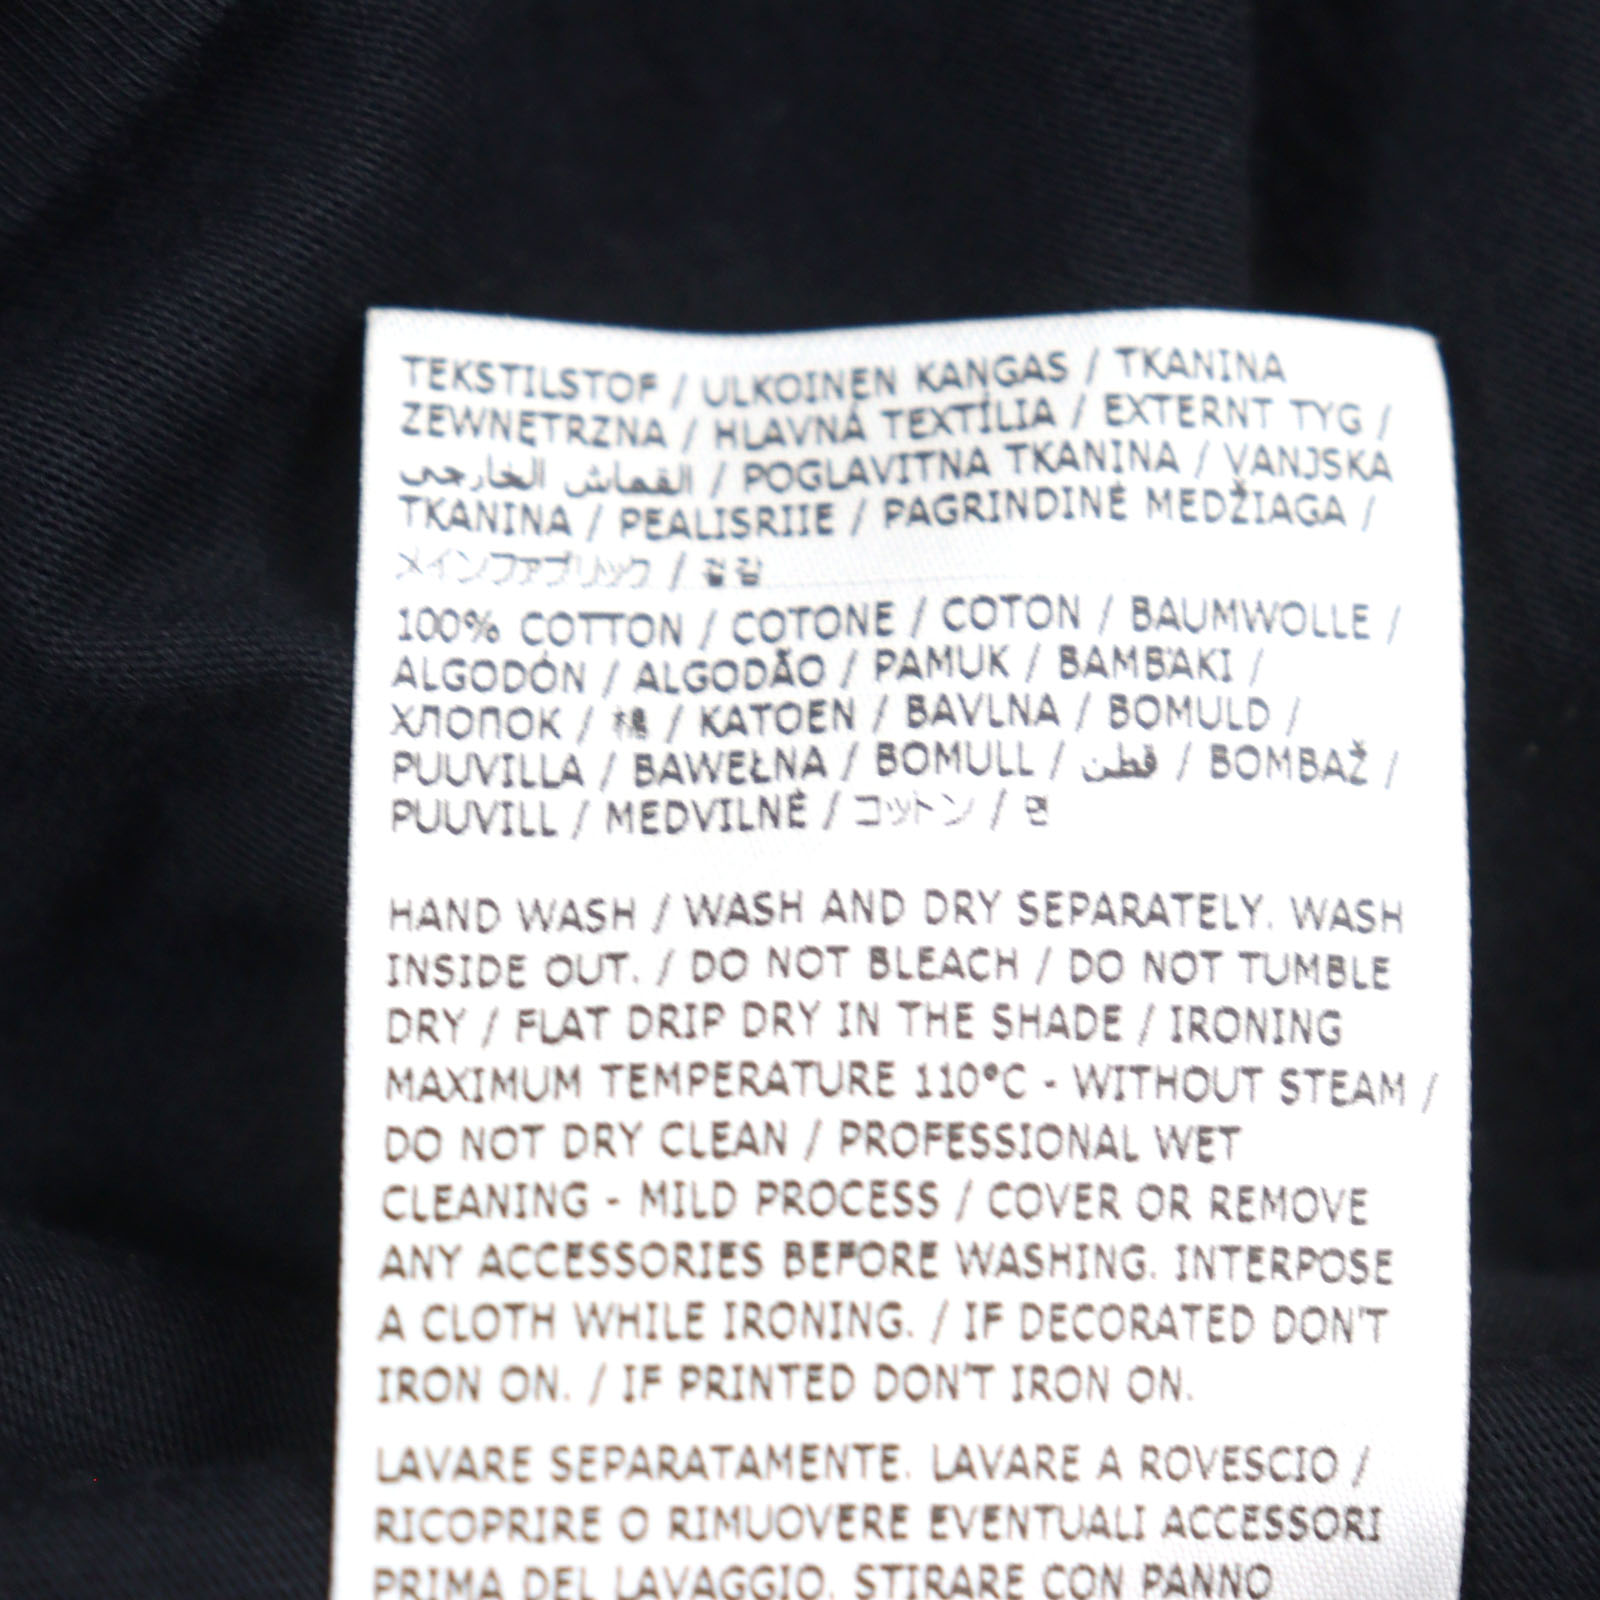 TEKSTILSTOF / ULKOINEN KANGAS / TKANINA
ZEWNĘTRZNA / HLAVNÁ TEXTÍLIA / EXTERNT TYG /
القماش الخارجي / POGLAVITNA TKANINA / VANJSKA
TKANINA / PEALISRIIE / PAGRINDINĖ MEDŽIAGA /
メインファブリック / 겉감
100% COTTON / COTONE / COTON / BAUMWOLLE /
ALGODÓN / ALGODÃO / PAMUK / ΒΑΜΒΆΚΙ /
ХЛОПОК / 棉 / KATOEN / BAVLNA / BOMULD /
PUUVILLA / BAWEŁNA / BOMULL / قطن / BOMBAŽ /
PUUVILL / MEDVILNĖ / コットン / 면
HAND WASH / WASH AND DRY SEPARATELY. WASH
INSIDE OUT. / DO NOT BLEACH / DO NOT TUMBLE
DRY / FLAT DRIP DRY IN THE SHADE / IRONING
MAXIMUM TEMPERATURE 110°C - WITHOUT STEAM /
DO NOT DRY CLEAN / PROFESSIONAL WET
CLEANING - MILD PROCESS / COVER OR REMOVE
ANY ACCESSORIES BEFORE WASHING. INTERPOSE
A CLOTH WHILE IRONING. / IF DECORATED DON'T
IRON ON. / IF PRINTED DON'T IRON ON.
LAVARE SEPARATAMENTE. LAVARE A ROVESCIO /
RICOPRIRE O RIMUOVERE EVENTUALI ACCESSORI
PRIMA DEL LAVAGGIO. STIRARE CON PANNO